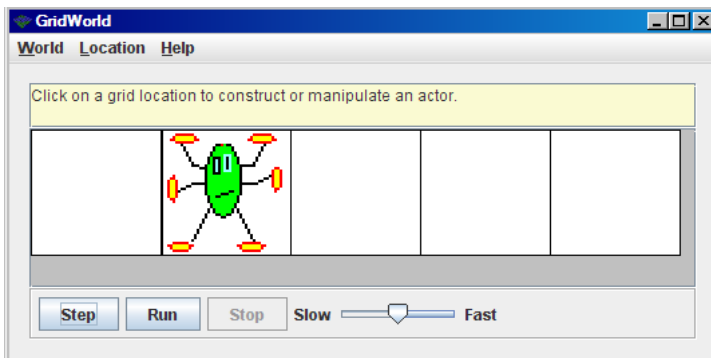 GridWorld
World Location Help
Click on a grid location to construct or manipulate an actor.
Step Run Stop Slow Fast